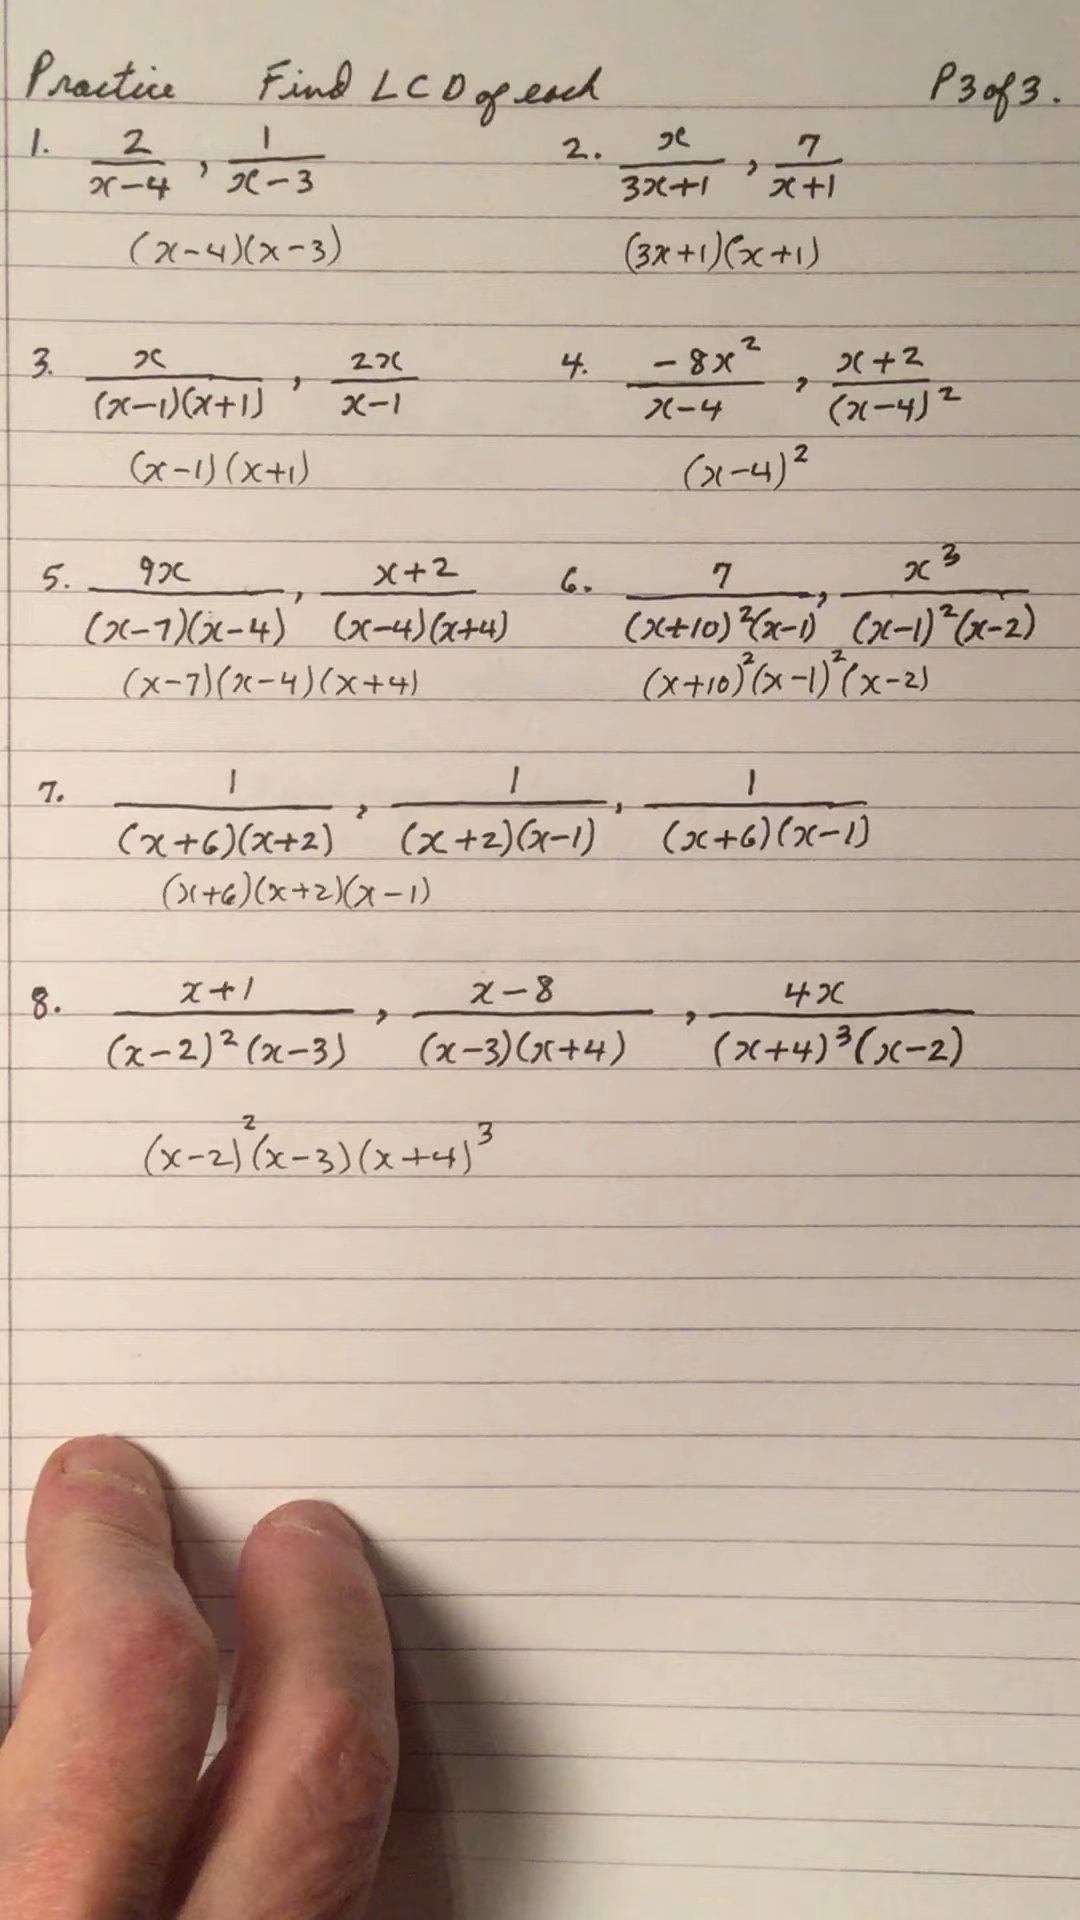 Practice Find LCD of each P3 of 3.
1. 2/(x-4) , 1/(x-3) 2. x/(3x+1) , 7/(x+1)
(x-4)(x-3) (3x+1)(x+1)
3. x/((x-1)(x+1)) , 2x/(x-1) 4. -8x²/(x-4) , (x+2)/(x-4)²
(x-1)(x+1) (x-4)²
5. 9x/((x-7)(x-4)) , (x+2)/((x-4)(x+4)) 6. 7/((x+10)²(x-1)) , x³/((x-1)²(x-2))
(x-7)(x-4)(x+4) (x+10)²(x-1)²(x-2)
7. 1/((x+6)(x+2)) , 1/((x+2)(x-1)) , 1/((x+6)(x-1))
(x+6)(x+2)(x-1)
8. (x+1)/((x-2)²(x-3)) , (x-8)/((x-3)(x+4)) , 4x/((x+4)³(x-2))
(x-2)²(x-3)(x+4)³